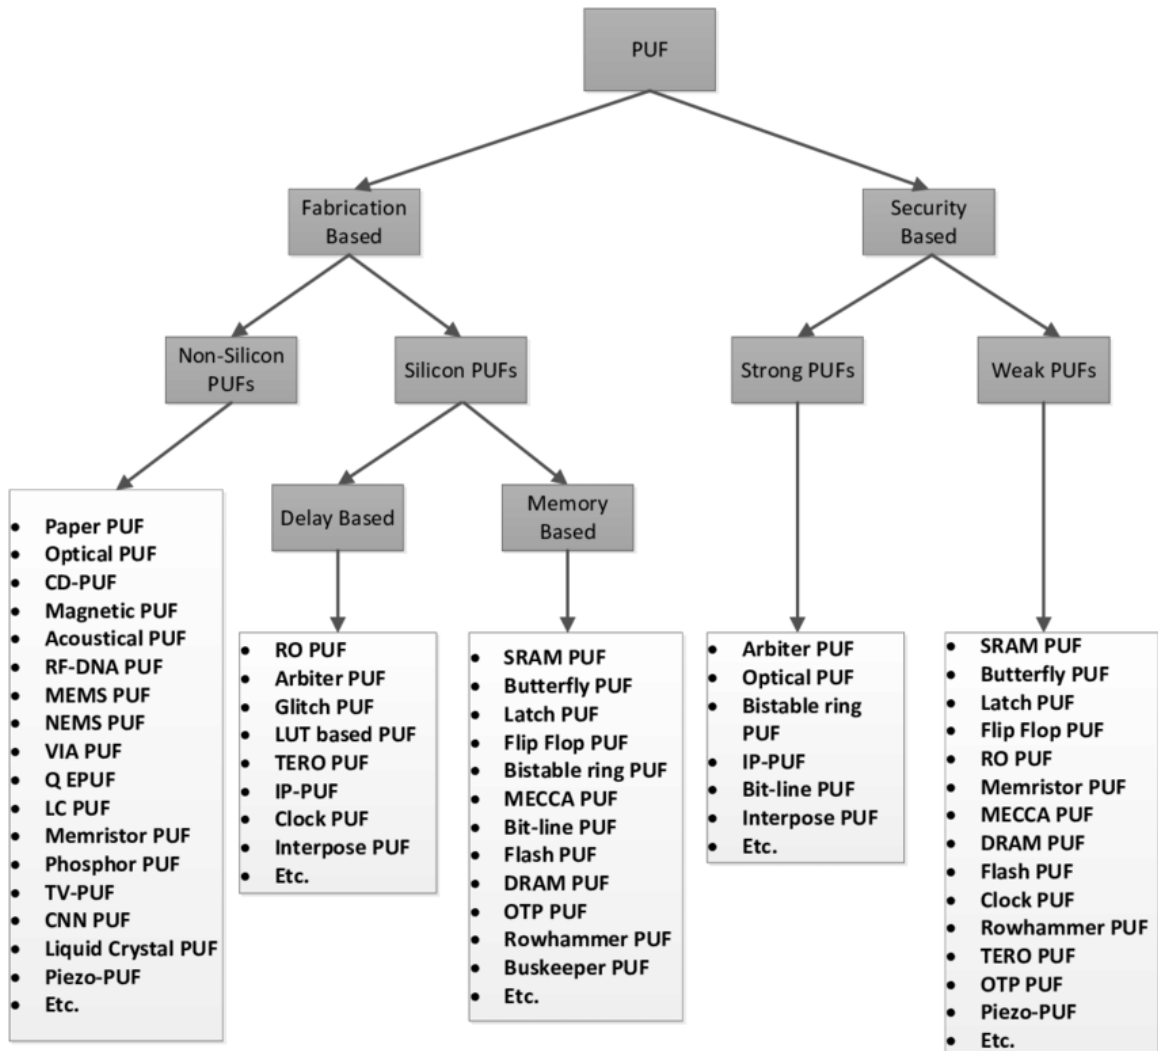 PUF
Fabrication
Based
Security
Based
Non-Silicon
PUFs
Silicon PUFs
Strong PUFs
Weak PUFs
Delay Based
Memory
Based
• Paper PUF
• Optical PUF
• CD-PUF
• Magnetic PUF
• Acoustical PUF
• RF-DNA PUF
• MEMS PUF
• NEMS PUF
• VIA PUF
• Q EPUF
• LC PUF
• Memristor PUF
• Phosphor PUF
• TV-PUF
• CNN PUF
• Liquid Crystal PUF
• Piezo-PUF
• Etc.
• RO PUF
• Arbiter PUF
• Glitch PUF
• LUT based PUF
• TERO PUF
• IP-PUF
• Clock PUF
• Interpose PUF
• Etc.
• SRAM PUF
• Butterfly PUF
• Latch PUF
• Flip Flop PUF
• Bistable ring PUF
• MECCA PUF
• Bit-line PUF
• Flash PUF
• DRAM PUF
• OTP PUF
• Rowhammer PUF
• Buskeeper PUF
• Etc.
• Arbiter PUF
• Optical PUF
• Bistable ring
PUF
• IP-PUF
• Bit-line PUF
• Interpose PUF
• Etc.
• SRAM PUF
• Butterfly PUF
• Latch PUF
• Flip Flop PUF
• RO PUF
• Memristor PUF
• MECCA PUF
• DRAM PUF
• Flash PUF
• Clock PUF
• Rowhammer PUF
• TERO PUF
• OTP PUF
• Piezo-PUF
• Etc.